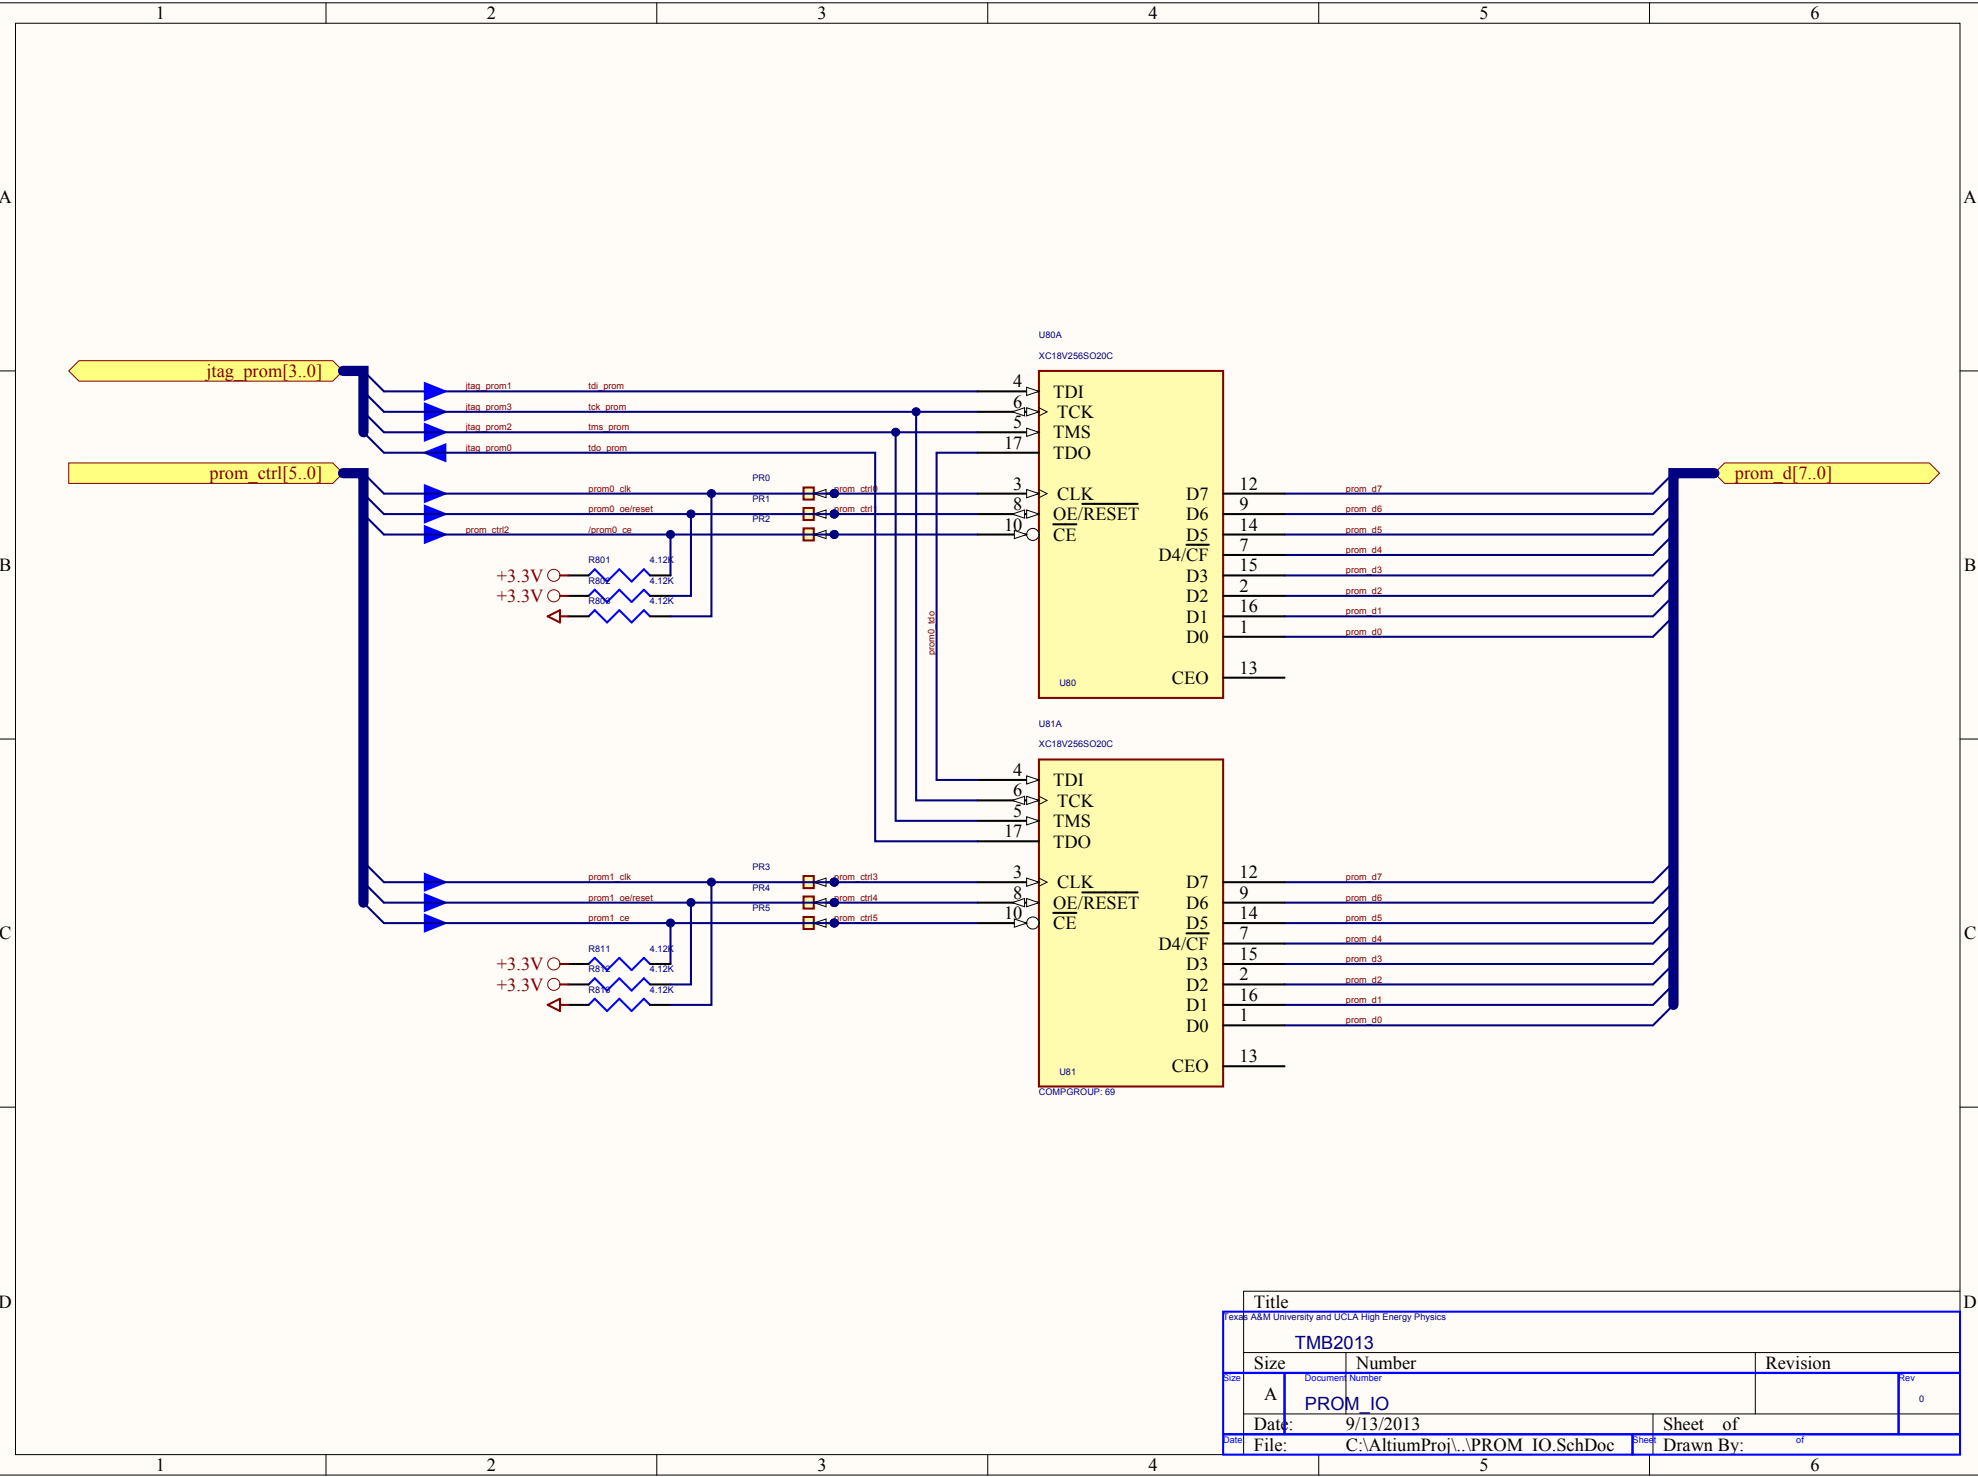 1 2 3 4 5 6
A A
B B
C C
D D
jtag_prom[3..0]
prom_ctrl[5..0]
prom_d[7..0]
jtag_prom1 tdi_prom
jtag_prom3 tck_prom
jtag_prom2 tms_prom
jtag_prom0 tdo_prom
PR0
prom0_clk prom_ctrl0
PR1
prom0_oe/reset prom_ctrl
PR2
prom_ctrl2 /prom0_ce
R801 4.12K
+3.3V
R802 4.12K
+3.3V
R803 4.12K
prom0_tdo
U80A
XC18V256SO20C
4 TDI
6 TCK
5 TMS
17 TDO
3 CLK D7 12 prom_d7
8 OE/RESET D6 9 prom_d6
10 CE D5 14 prom_d5
D4/CF 7 prom_d4
D3 15 prom_d3
D2 2 prom_d2
D1 16 prom_d1
D0 1 prom_d0
CEO 13
U80
U81A
XC18V256SO20C
4 TDI
6 TCK
5 TMS
17 TDO
PR3
prom1_clk prom_ctrl3
PR4
prom1_oe/reset prom_ctrl4
PR5
prom1_ce prom_ctrl5
R811 4.12K
+3.3V
R812 4.12K
+3.3V
4.12K
3 CLK D7 12 prom_d7
8 OE/RESET D6 9 prom_d6
10 CE D5 14 prom_d5
D4/CF 7 prom_d4
D3 15 prom_d3
D2 2 prom_d2
D1 16 prom_d1
D0 1 prom_d0
CEO 13
U81
COMPGROUP: 69
Title
Texas A&M University and UCLA High Energy Physics
TMB2013
Size Number Revision
Size Document Number Rev
A PROM_IO 0
Date: 9/13/2013 Sheet of
Date Sheet of
File: C:\AltiumProj\..\PROM_IO.SchDoc Drawn By:
1 2 3 4 5 6